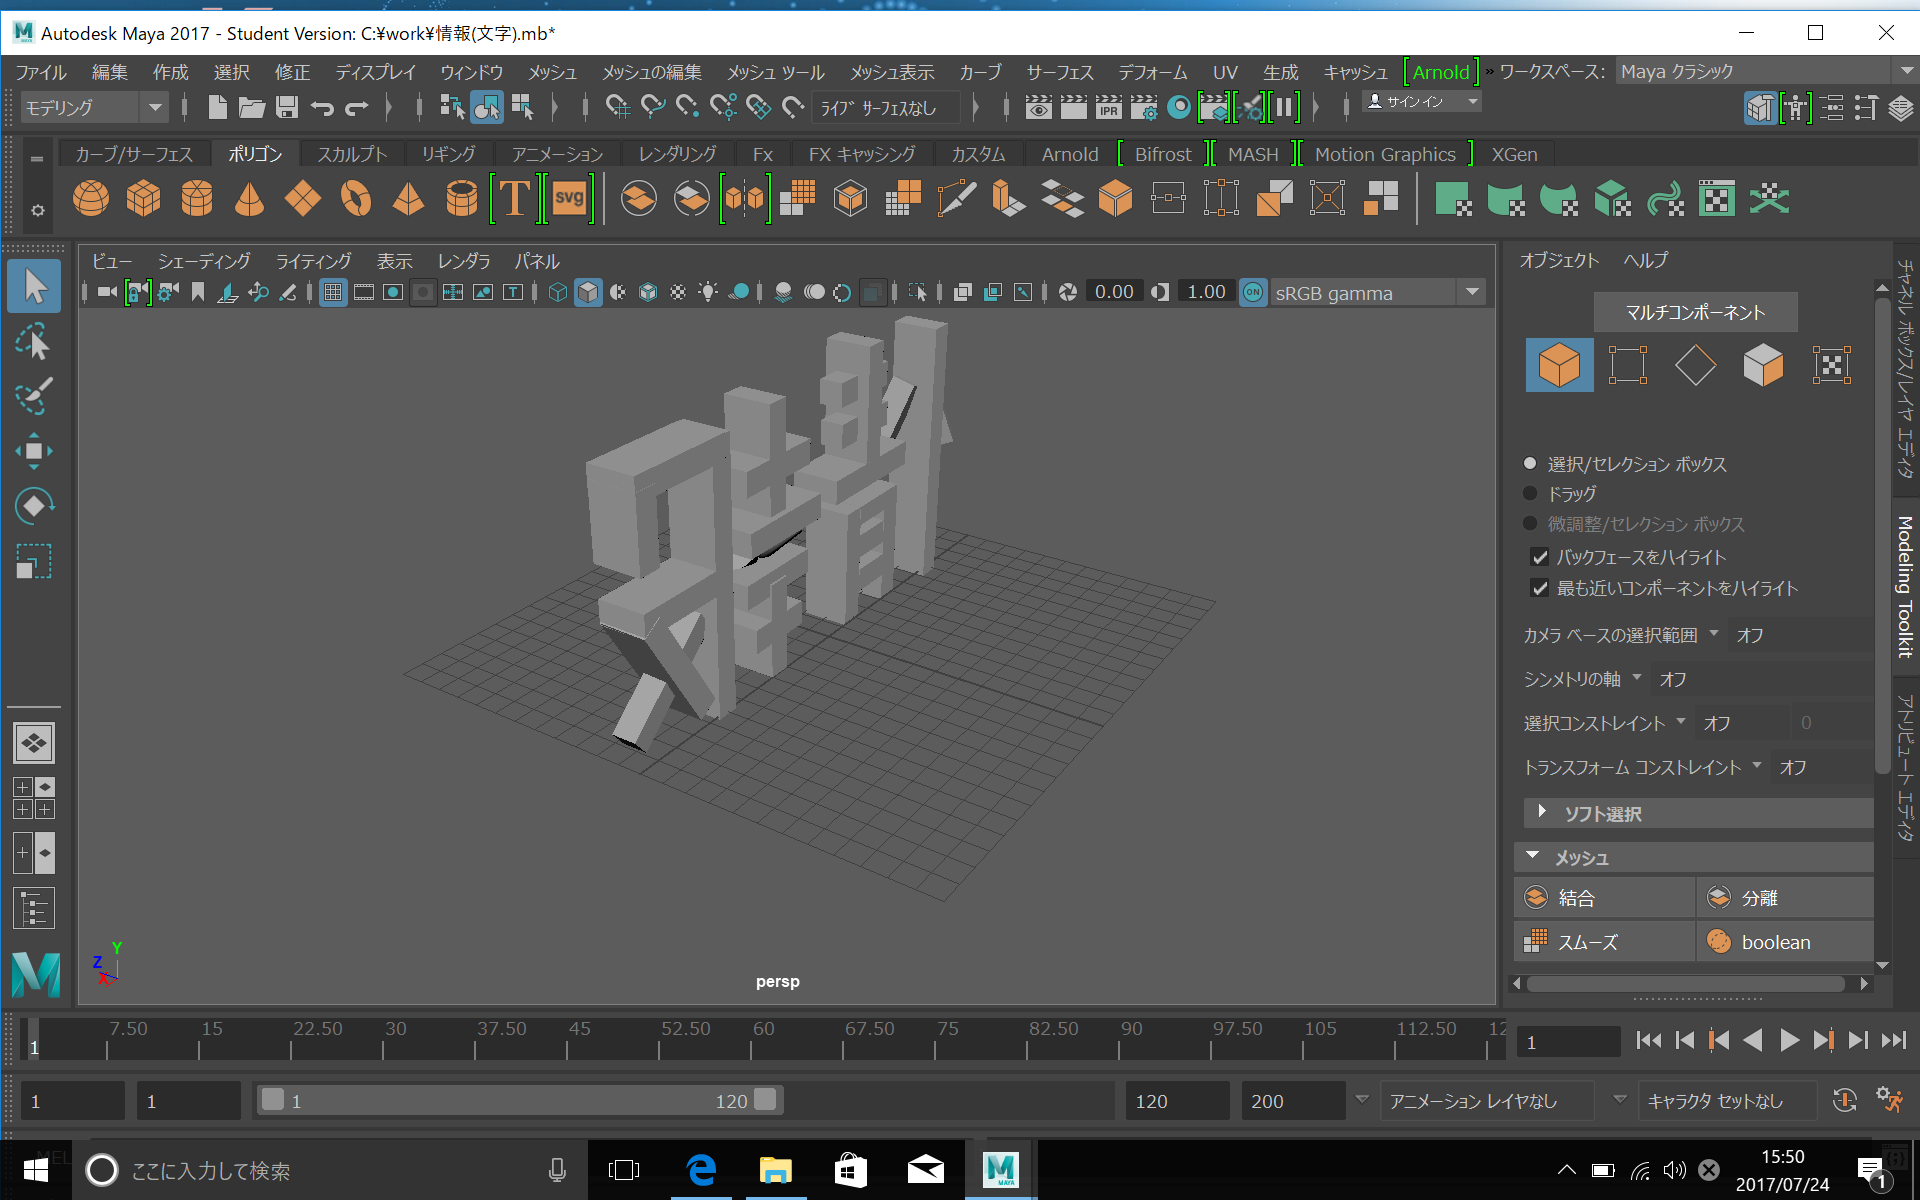 Autodesk Maya 2017 - Student Version: C:¥work¥情報(文字).mb*
ファイル 編集 作成 選択 修正 ディスプレイ ウィンドウ メッシュ メッシュの編集 メッシュ ツール メッシュ表示 カーブ サーフェス デフォーム UV 生成 キャッシュ Arnold » ワークスペース: Maya クラシック
モデリング ライブ サーフェスなし IPR サイン イン
カーブ/サーフェス ポリゴン スカルプト リギング アニメーション レンダリング Fx FX キャッシング カスタム Arnold Bifrost MASH Motion Graphics XGen
T svg
ビュー シェーディング ライティング 表示 レンダラ パネル
0.00 1.00 ON sRGB gamma
persp
Y
Z
X
オブジェクト ヘルプ
マルチコンポーネント
選択/セレクション ボックス
ドラッグ
微調整/セレクション ボックス
バックフェースをハイライト
最も近いコンポーネントをハイライト
カメラ ベースの選択範囲 オフ
シンメトリの軸 オフ
選択コンストレイント オフ 0
トランスフォーム コンストレイント オフ
ソフト選択
メッシュ
結合 分離
スムーズ boolean
チャネル ボックス/レイヤ エディタ
Modeling Toolkit
アトリビュート エディタ
1 7.50 15 22.50 30 37.50 45 52.50 60 67.50 75 82.50 90 97.50 105 112.50 12 1
1 1 1 120 120 200 アニメーション レイヤなし キャラクタ セットなし
MEL
ここに入力して検索
MAYA
15:50
2017/07/24
1